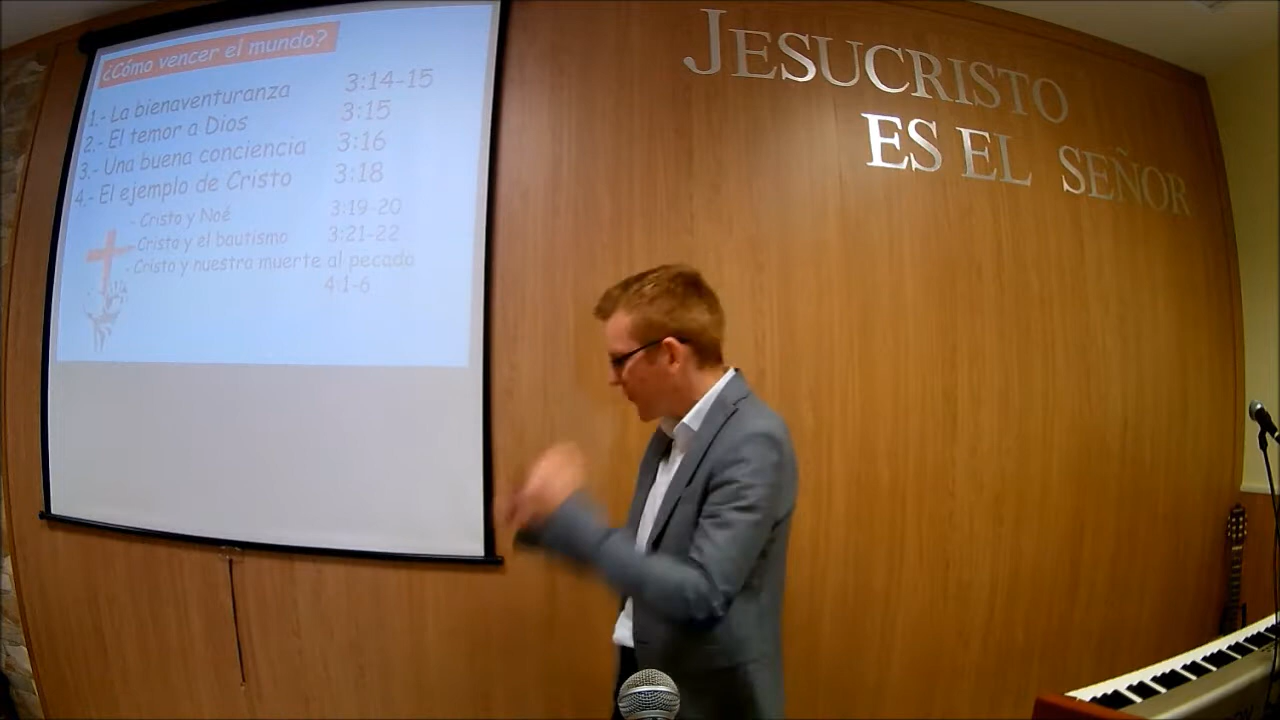 ¿Cómo vencer el mundo?
1.- La bienaventuranza 3:14-15
2.- El temor a Dios 3:15
3.- Una buena conciencia 3:16
4.- El ejemplo de Cristo 3:18
- Cristo y Noé 3:19-20
- Cristo y el bautismo 3:21-22
- Cristo y nuestra muerte al pecado
4:1-6
JESUCRISTO
ES EL SEÑOR